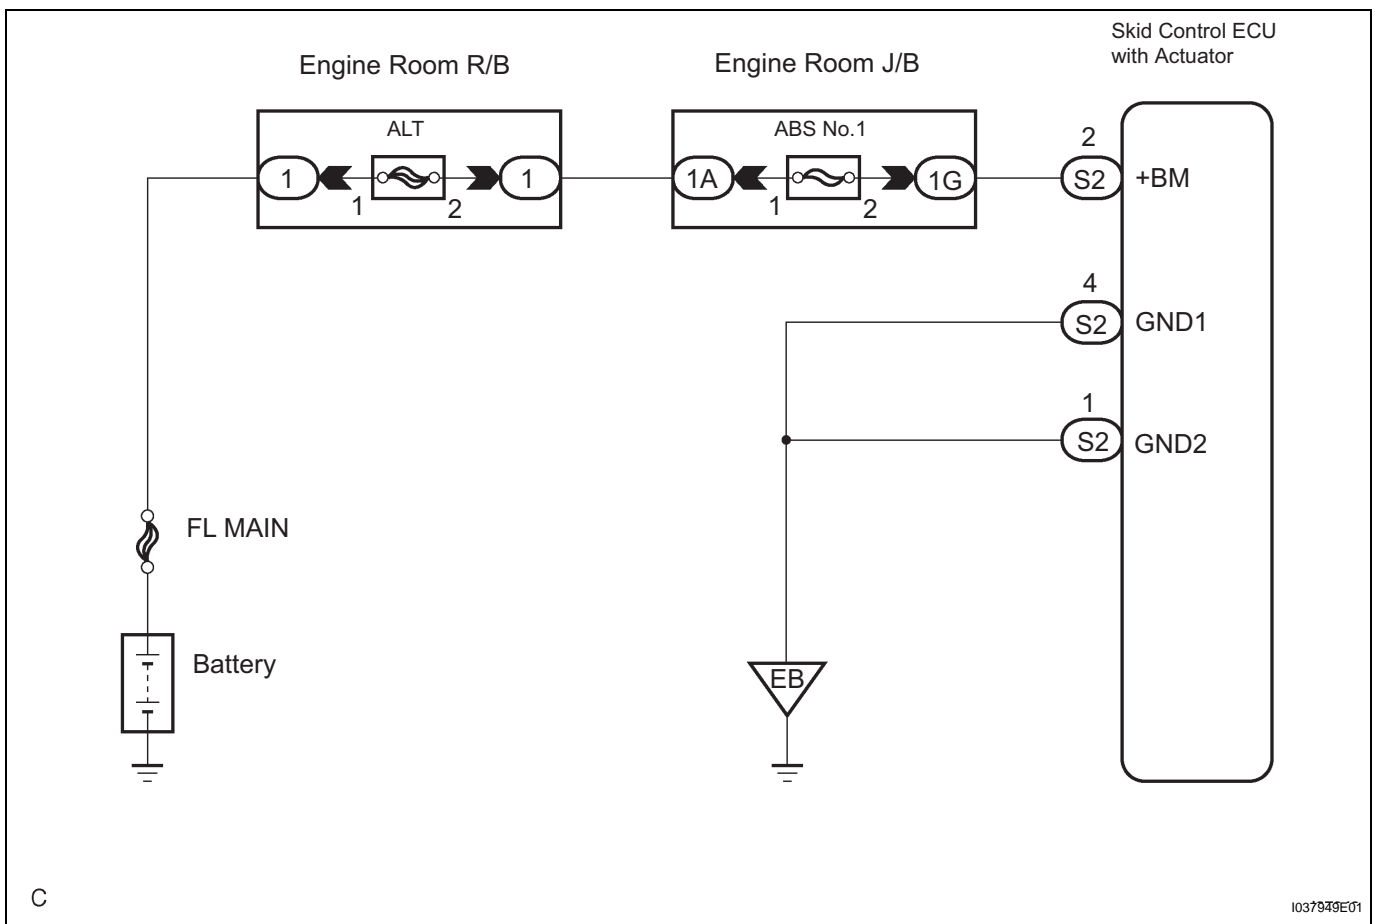 Skid Control ECU
with Actuator
Engine Room R/B
Engine Room J/B
ALT
ABS No.1
2
1
1
1A
1G
S2
+BM
1
2
1
2
4
S2
GND1
1
S2
GND2
FL MAIN
Battery
EB
C